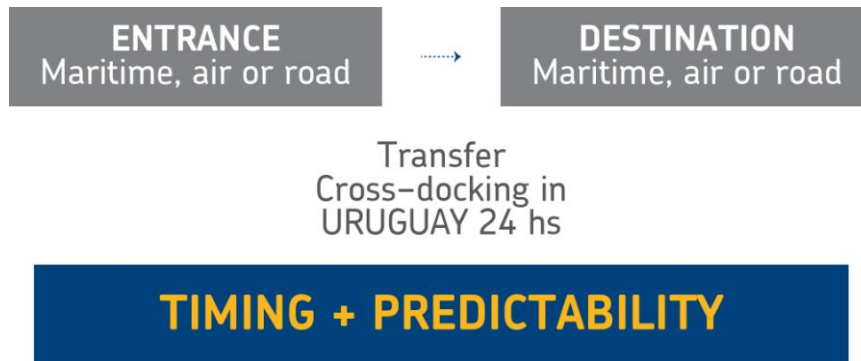 ENTRANCE
Maritime, air or road
DESTINATION
Maritime, air or road
Transfer
Cross-docking in
URUGUAY 24 hs
TIMING + PREDICTABILITY